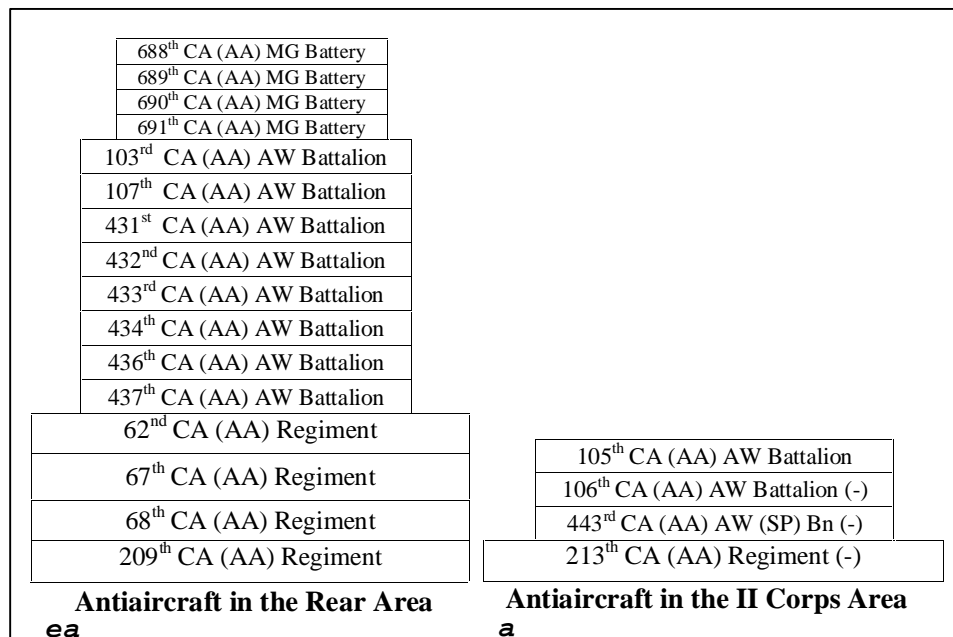 688th CA (AA) MG Battery
689th CA (AA) MG Battery
690th CA (AA) MG Battery
691th CA (AA) MG Battery
103rd CA (AA) AW Battalion
107th CA (AA) AW Battalion
431st CA (AA) AW Battalion
432nd CA (AA) AW Battalion
433rd CA (AA) AW Battalion
434th CA (AA) AW Battalion
436th CA (AA) AW Battalion
437th CA (AA) AW Battalion
62nd CA (AA) Regiment
67th CA (AA) Regiment
68th CA (AA) Regiment
209th CA (AA) Regiment
Antiaircraft in the Rear Area
ea
105th CA (AA) AW Battalion
106th CA (AA) AW Battalion (-)
443rd CA (AA) AW (SP) Bn (-)
213th CA (AA) Regiment (-)
Antiaircraft in the II Corps Area
a